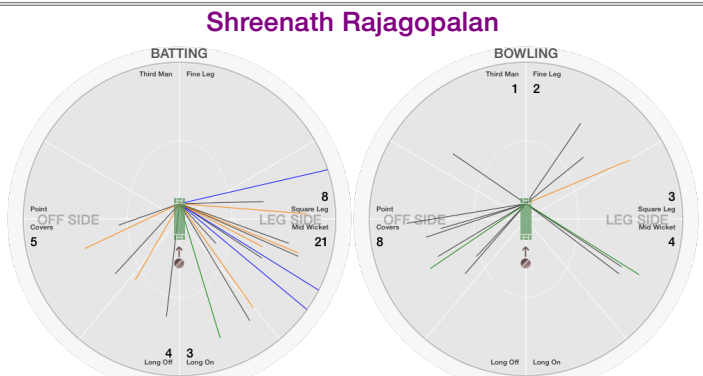 Shreenath Rajagopalan
BATTING
Third Man
Fine Leg
8
Point
Square Leg
OFF SIDE
LEG SIDE
Covers
Mid Wicket
5
21
4
3
Long Off
Long On
BOWLING
Third Man
Fine Leg
1
2
3
Point
Square Leg
OFF SIDE
LEG SIDE
Covers
Mid Wicket
8
4
Long Off
Long On